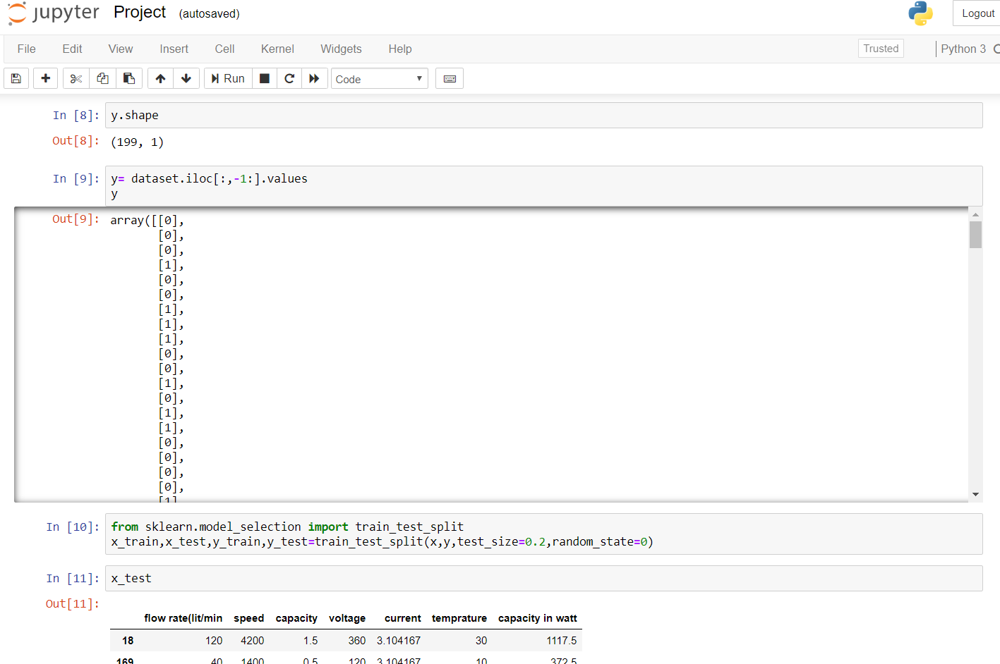 jupyter Project (autosaved) Logout
File Edit View Insert Cell Kernel Widgets Help Trusted Python 3
Run Code
In [8]: y.shape
Out[8]: (199, 1)
In [9]: y= dataset.iloc[:,-1:].values
y
Out[9]: array([[0],
[0],
[0],
[1],
[0],
[0],
[1],
[1],
[1],
[0],
[0],
[1],
[0],
[1],
[1],
[0],
[0],
[0],
[0],
[1]
In [10]: from sklearn.model_selection import train_test_split
x_train,x_test,y_train,y_test=train_test_split(x,y,test_size=0.2,random_state=0)
In [11]: x_test
Out[11]:
flow rate(lit/min speed capacity voltage current temprature capacity in watt
18 120 4200 1.5 360 3.104167 30 1117.5
169 40 1400 0.5 120 3.104167 10 372.5